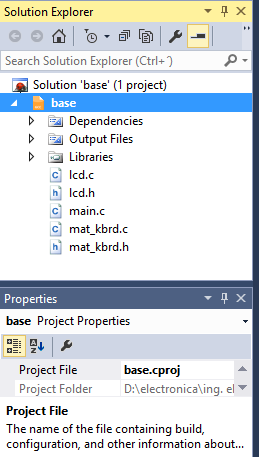 Solution Explorer
Search Solution Explorer (Ctrl+´)
Solution 'base' (1 project)
base
Dependencies
Output Files
Libraries
lcd.c
lcd.h
main.c
mat_kbrd.c
mat_kbrd.h
Properties
base Project Properties
Project File base.cproj
Project Folder D:\electronica\ing. el
Project File
The name of the file containing build,
configuration, and other information about...